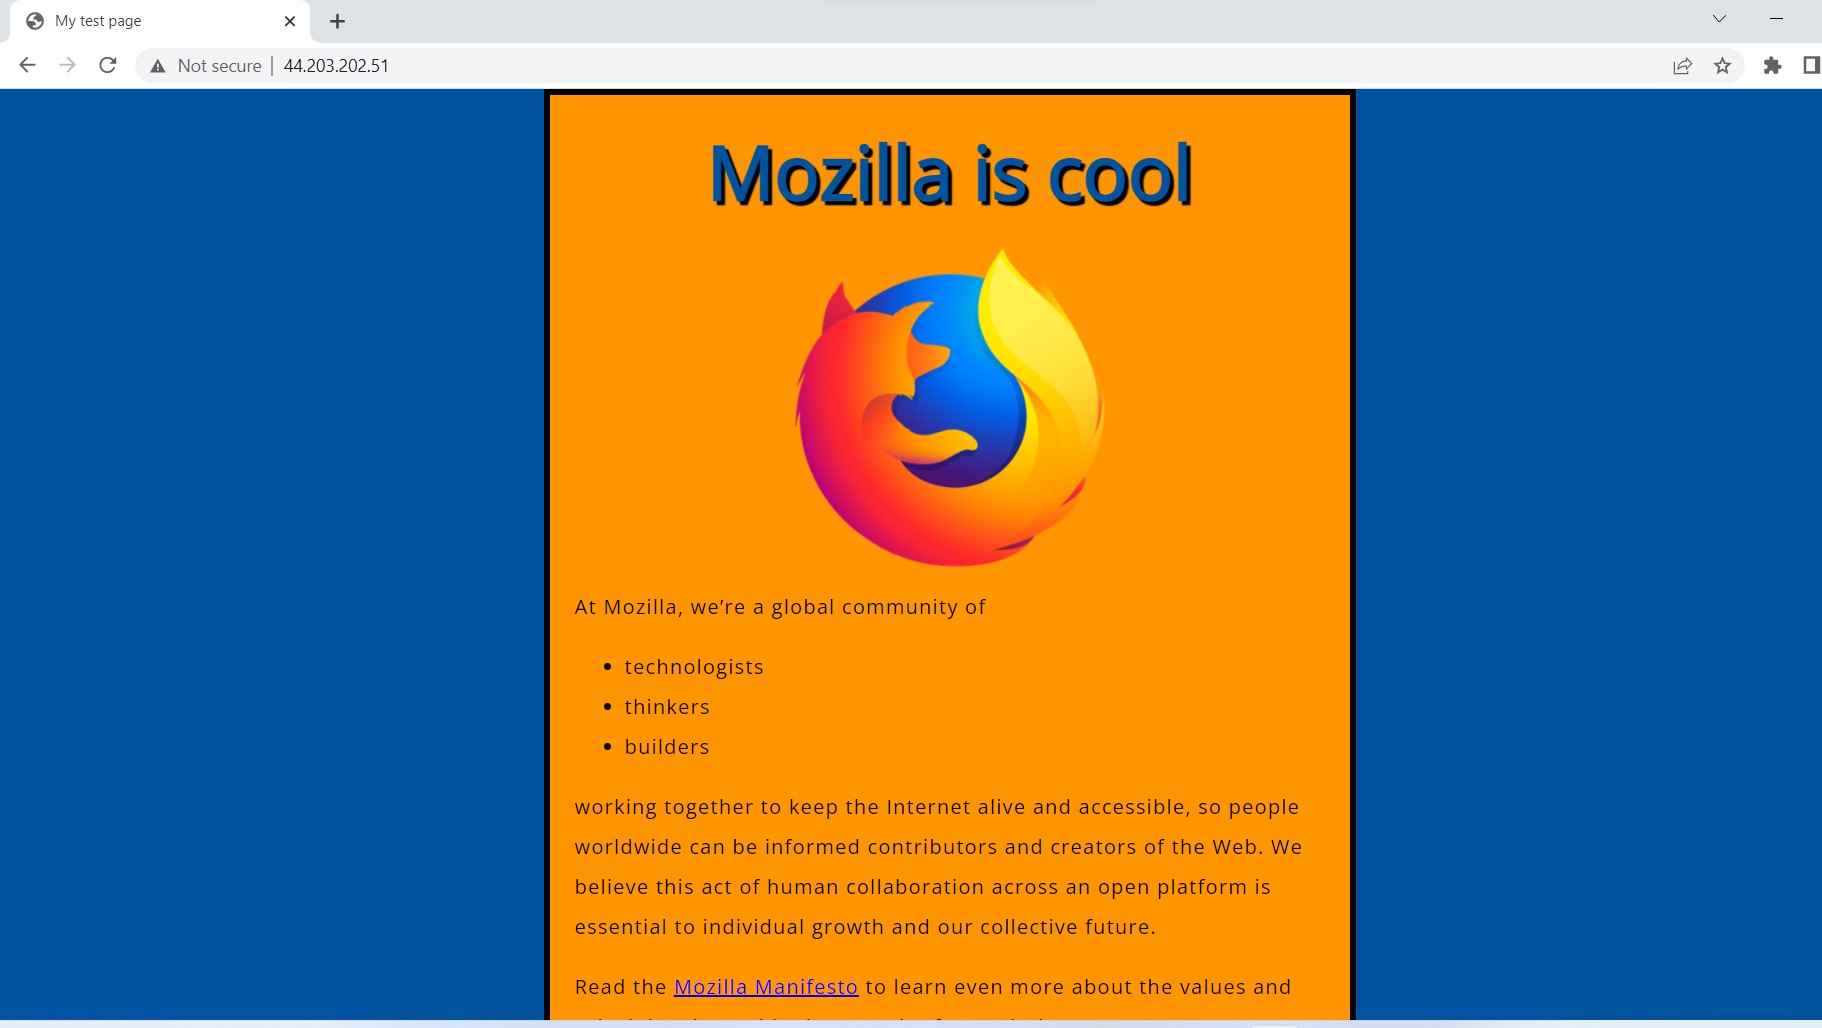 My test page
Not secure
44.203.202.51
Mozilla is cool
At Mozilla, we’re a global community of
technologists
thinkers
builders
working together to keep the Internet alive and accessible, so people
worldwide can be informed contributors and creators of the Web. We
believe this act of human collaboration across an open platform is
essential to individual growth and our collective future.
Read the Mozilla Manifesto to learn even more about the values and